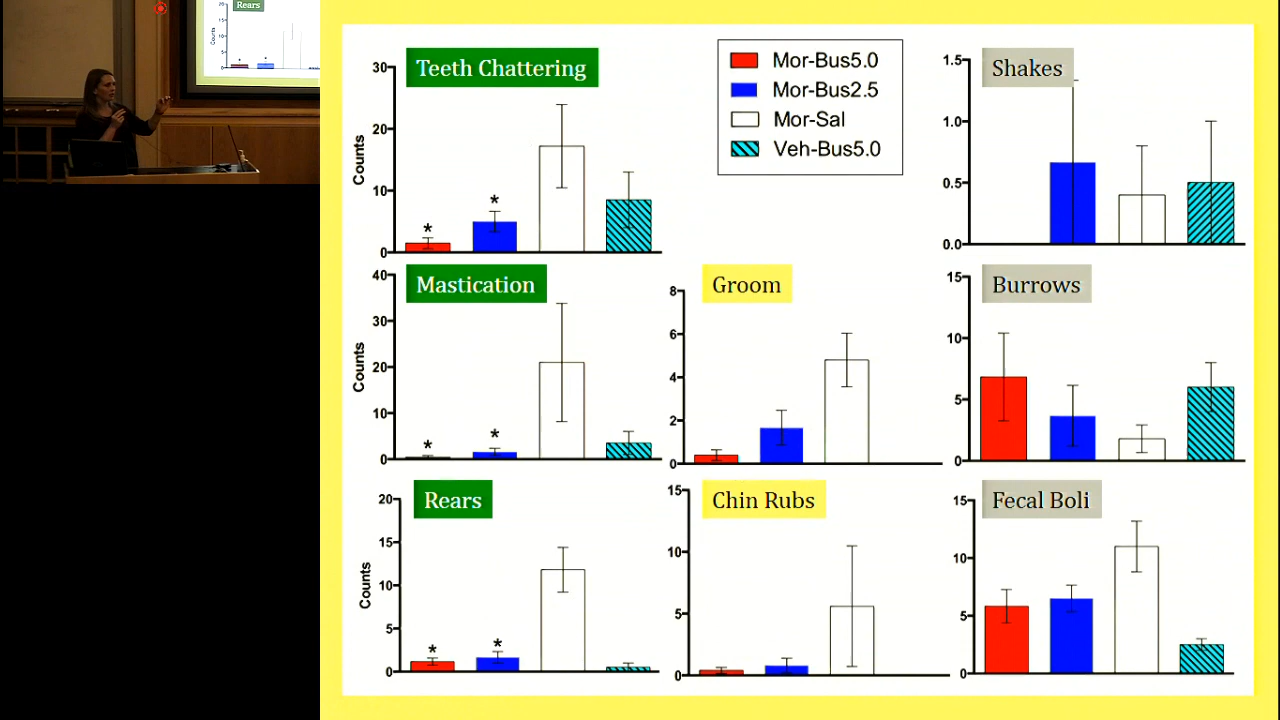 Rears
Teeth Chattering
30
20
10
0
Counts
*
*
Mor-Bus5.0
Mor-Bus2.5
Mor-Sal
Veh-Bus5.0
Shakes
1.5
1.0
0.5
0.0
Mastication
40
30
20
10
0
Counts
*
*
Groom
8
6
4
2
0
Burrows
15
10
5
0
Rears
20
15
10
5
0
Counts
*
*
Chin Rubs
15
10
5
0
Fecal Boli
15
10
5
0